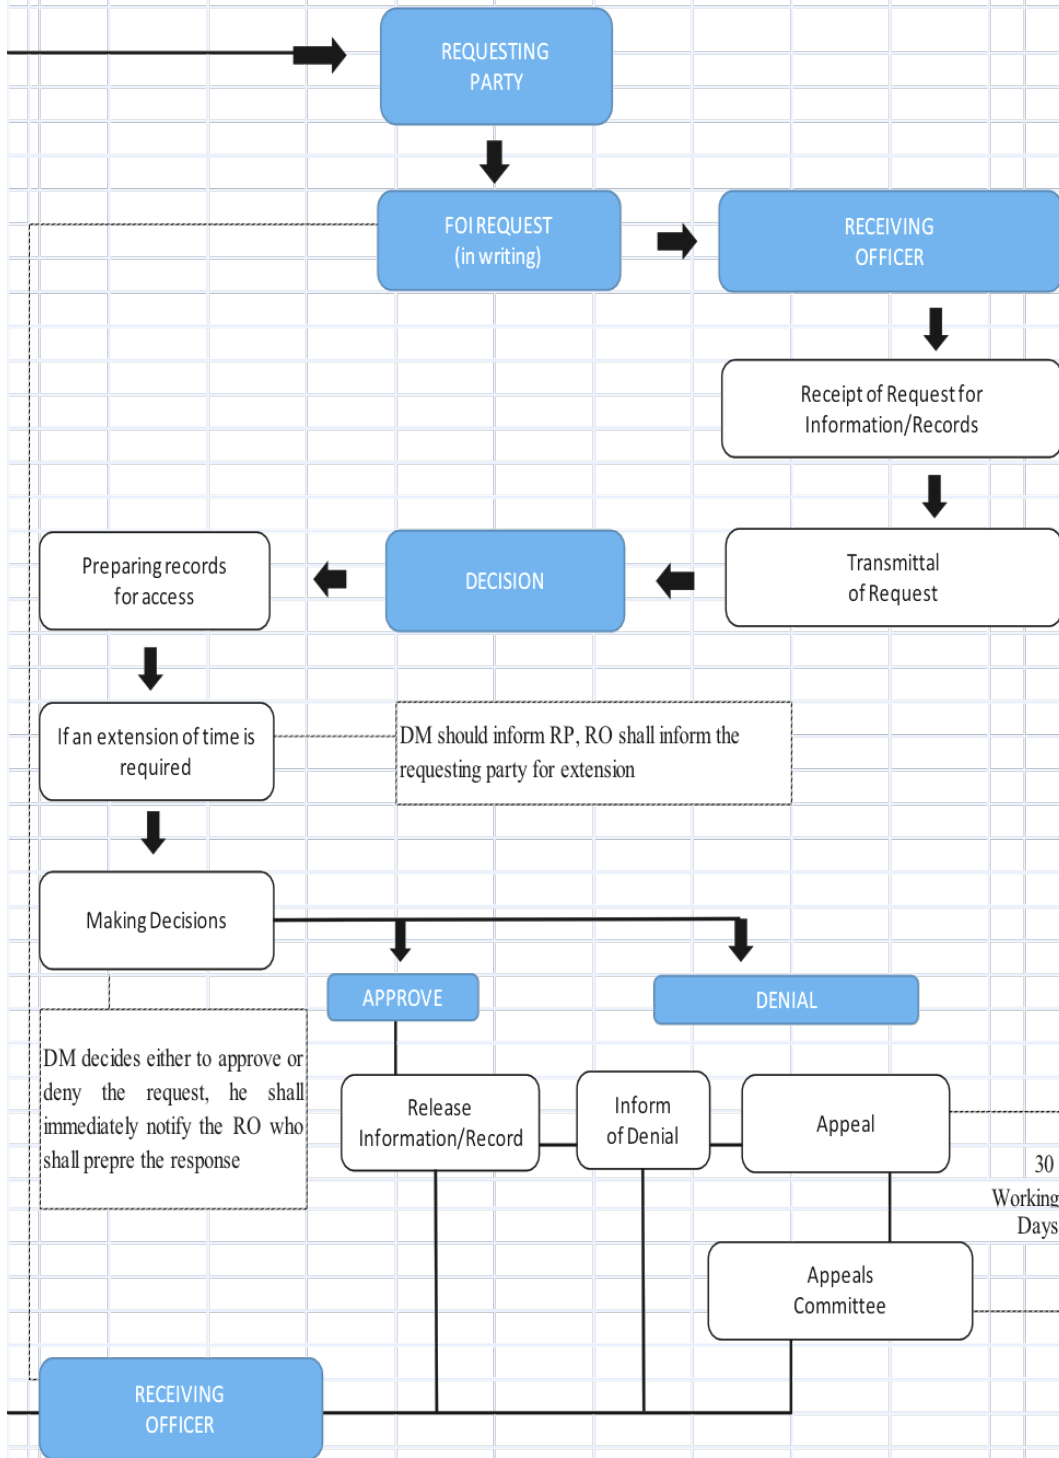 REQUESTING
PARTY
FOI REQUEST
(in writing)
RECEIVING
OFFICER
Receipt of Request for
Information/Records
Transmittal
of Request
DECISION
Preparing records
for access
If an extension of time is
required
DM should inform RP, RO shall inform the
requesting party for extension
Making Decisions
APPROVE
DENIAL
DM decides either to approve or
deny the request, he shall
immediately notify the RO who
shall prepre the response
Release
Information/Record
Inform
of Denial
Appeal
30
Working
Days
Appeals
Committee
RECEIVING
OFFICER